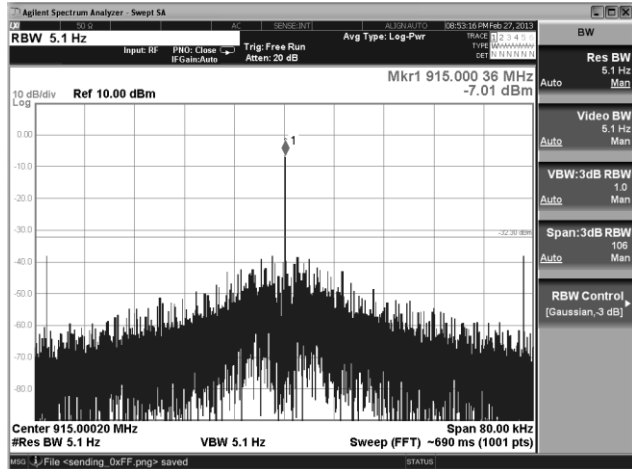 Agilent Spectrum Analyzer - Swept SA
LXI 50 Ω AC SENSE:INT ALIGN AUTO 08:53:16 PM Feb 27, 2013
RBW 5.1 Hz
Input: RF PNO: Close Trig: Free Run Avg Type: Log-Pwr TRACE 1 2 3 4 5 6
IFGain:Auto Atten: 20 dB TYPE
DET N N N N N N
Mkr1 915.000 36 MHz
-7.01 dBm
10 dB/div Ref 10.00 dBm
Log
1
0.00
-10.0
-20.0
-30.0
-32.30 dBm
-40.0
-50.0
-60.0
-70.0
-80.0
Center 915.00020 MHz Span 80.00 kHz
#Res BW 5.1 Hz VBW 5.1 Hz Sweep (FFT) ~690 ms (1001 pts)
MSG File <sending_0xFF.png> saved STATUS
BW
Res BW
5.1 Hz
Auto Man
Video BW
5.1 Hz
Auto Man
VBW:3dB RBW
1.0
Auto Man
Span:3dB RBW
106
Auto Man
RBW Control
[Gaussian,-3 dB]